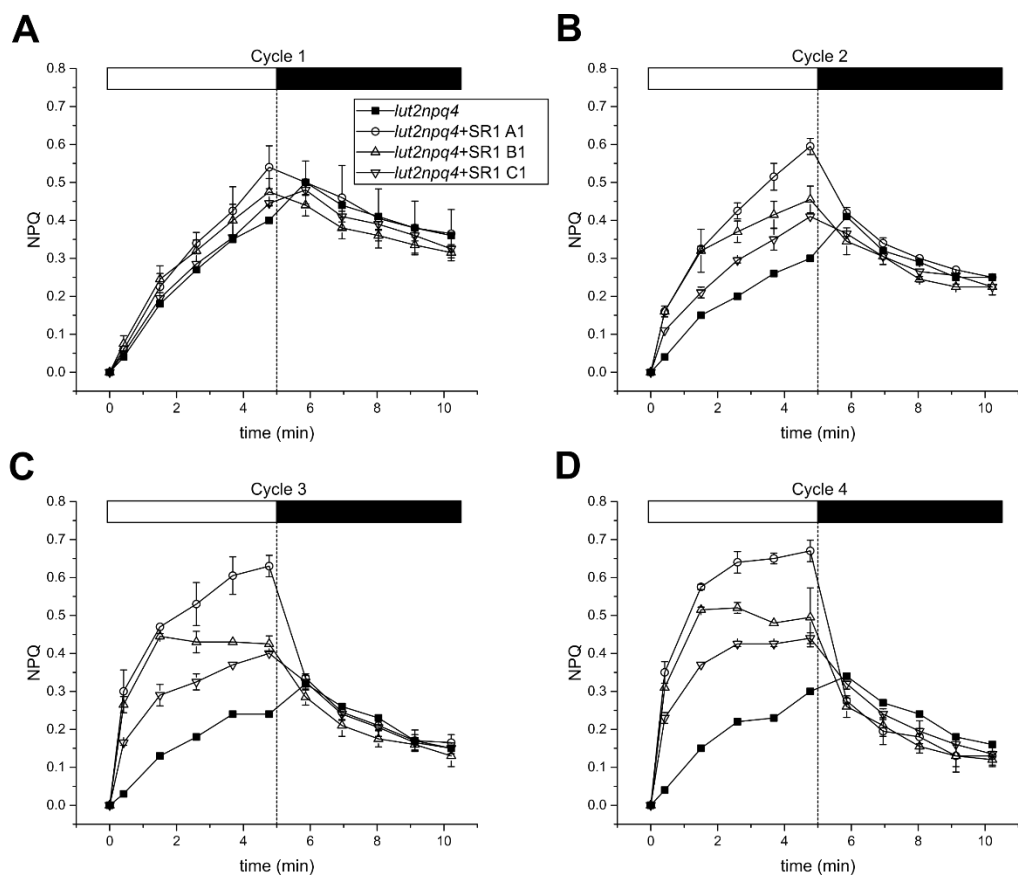 A
Cycle 1
0.8
0.7
0.6
0.5
0.4
0.3
0.2
0.1
0.0
NPQ
0 2 4 6 8 10
time (min)
lut2npq4
lut2npq4+SR1 A1
lut2npq4+SR1 B1
lut2npq4+SR1 C1
B
Cycle 2
0.8
0.7
0.6
0.5
0.4
0.3
0.2
0.1
0.0
NPQ
0 2 4 6 8 10
time (min)
C
Cycle 3
0.8
0.7
0.6
0.5
0.4
0.3
0.2
0.1
0.0
NPQ
0 2 4 6 8 10
time (min)
D
Cycle 4
0.8
0.7
0.6
0.5
0.4
0.3
0.2
0.1
0.0
NPQ
0 2 4 6 8 10
time (min)